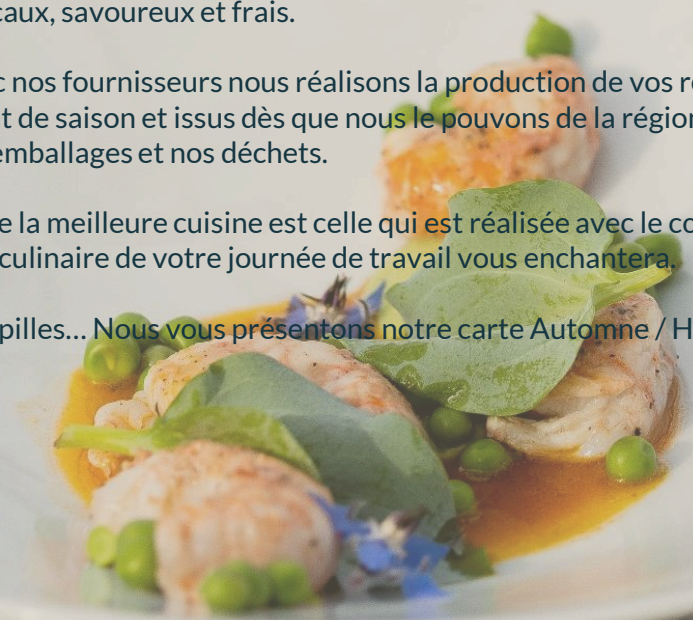 caux, savoureux et frais.
c nos fournisseurs nous réalisons la production de vos r
t de saison et issus dès que nous le pouvons de la région
emballages et nos déchets.
e la meilleure cuisine est celle qui est réalisée avec le cœ
culinaire de votre journée de travail vous enchantera.
pilles... Nous vous présentons notre carte Automne / H